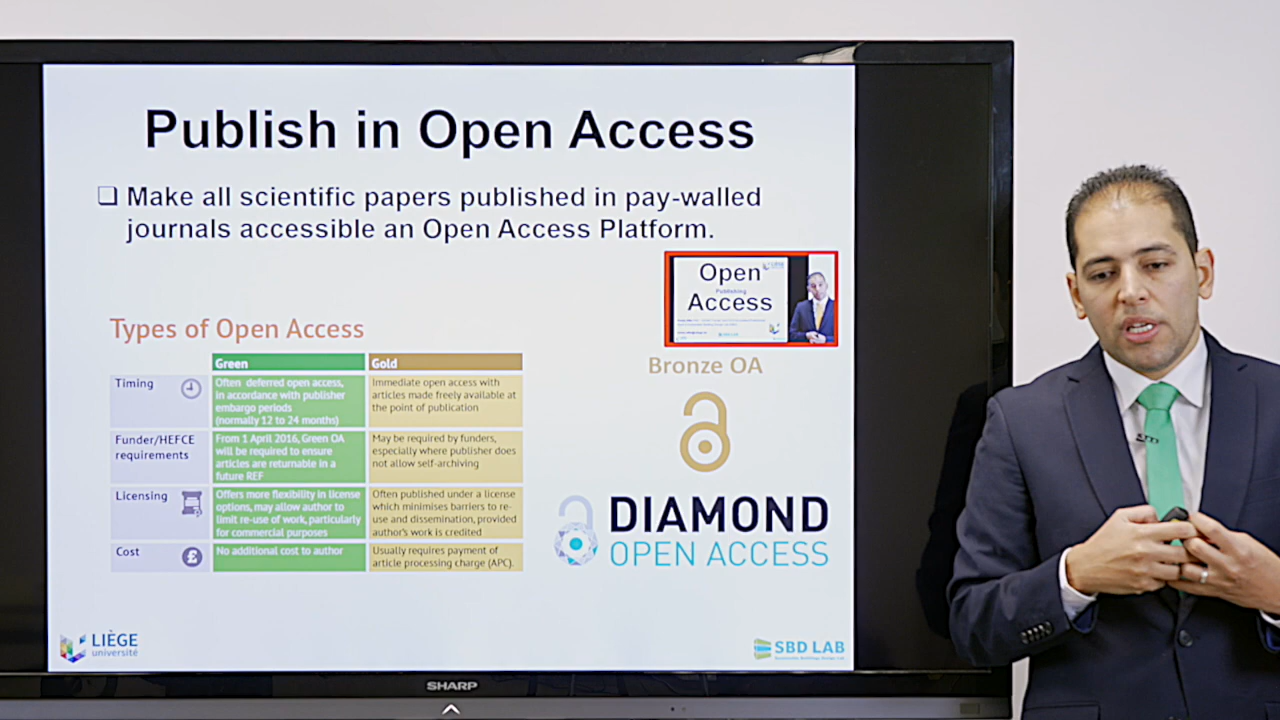 Publish in Open Access
❑ Make all scientific papers published in pay-walled
journals accessible an Open Access Platform.
Open
Publishing
Access
Types of Open Access
Green
Gold
Timing
Often deferred open access,
in accordance with publisher
embargo periods
(normally 12 to 24 months)
Immediate open access with
articles made freely available at
the point of publication
Funder/HEFCE
requirements
From 1 April 2016, Green OA
will be required to ensure
articles are returnable in a
future REF
May be required by funders,
especially where publisher does
not allow self-archiving
Licensing
Offers more flexibility in license
options, may allow author to
limit re-use of work, particularly
for commercial purposes
Often published under a license
which minimises barriers to re-
use and dissemination, provided
author's work is credited
Cost
£
No additional cost to author
Usually requires payment of
article processing charge (APC).
Bronze OA
DIAMOND
OPEN ACCESS
LIÈGE
université
SBD LAB
Sustainable Building Design Lab
SHARP